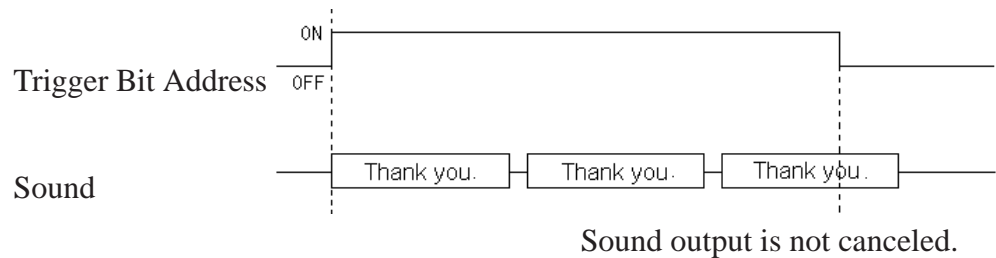 ON
Trigger Bit Address OFF
Sound Thank you. Thank you. Thank you.
Sound output is not canceled.